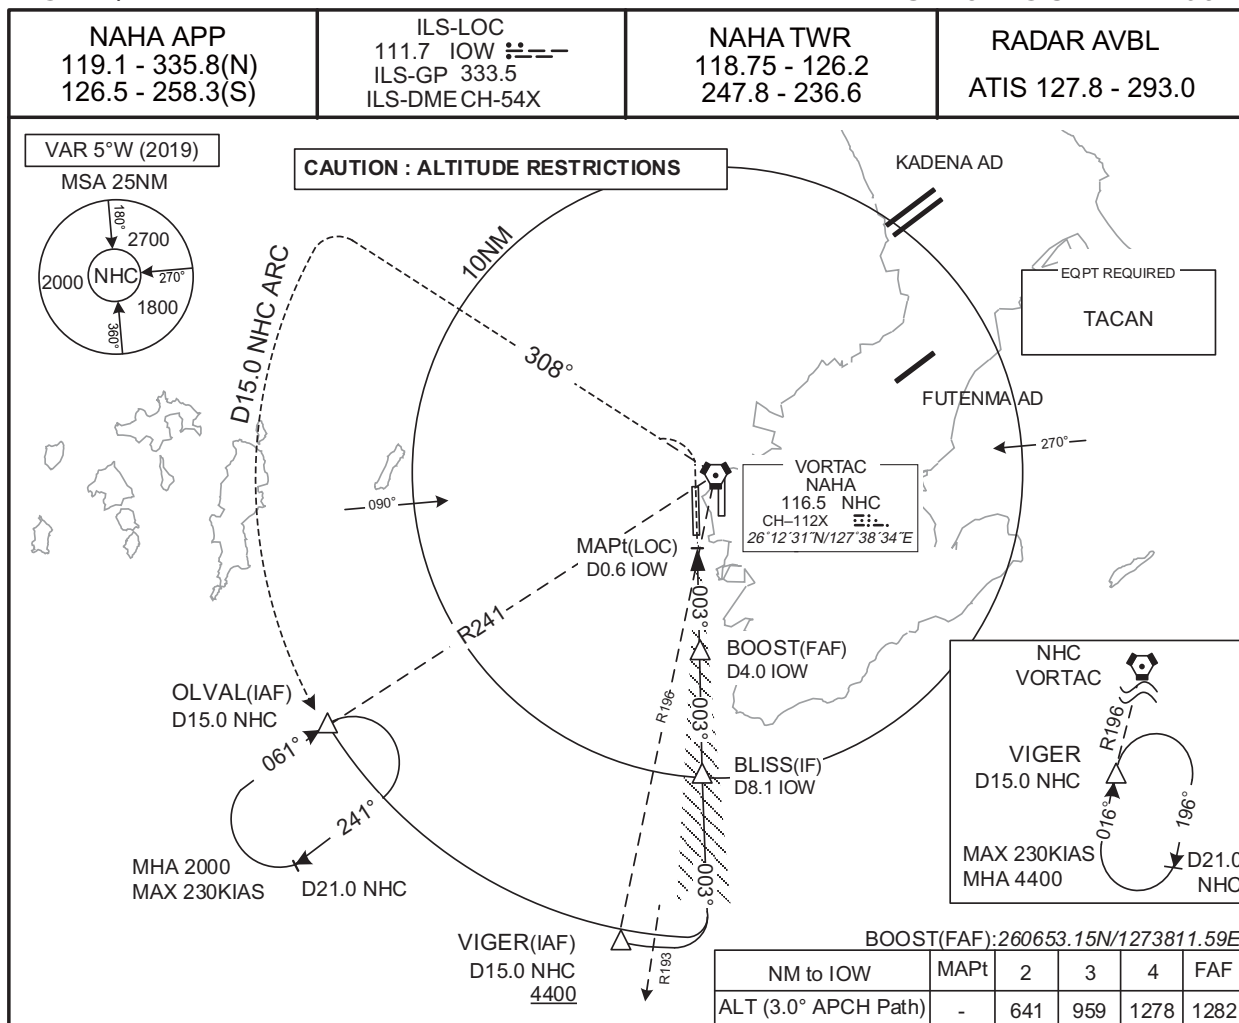 NAHA APP
119.1 - 335.8(N)
126.5 - 258.3(S)
ILS-LOC
111.7 IOW
ILS-GP 333.5
ILS-DME CH-54X
NAHA TWR
118.75 - 126.2
247.8 - 236.6
RADAR AVBL
ATIS 127.8 - 293.0
VAR 5°W (2019)
MSA 25NM
180°
2700
NHC
2000
270°
1800
360°
CAUTION : ALTITUDE RESTRICTIONS
KADENA AD
10NM
D15.0 NHC ARC
EQPT REQUIRED
TACAN
308°
FUTENMA AD
270°
090°
VORTAC
NAHA
116.5 NHC
CH–112X
26°12′31″N/127°38′34″E
MAPt(LOC)
D0.6 IOW
003°
R241
BOOST(FAF)
D4.0 IOW
OLVAL(IAF)
D15.0 NHC
R196
003°
061°
BLISS(IF)
D8.1 IOW
241°
MHA 2000
MAX 230KIAS
D21.0 NHC
003°
VIGER(IAF)
D15.0 NHC
4400
R193
NHC
VORTAC
R196
VIGER
D15.0 NHC
016°
196°
MAX 230KIAS
MHA 4400
D21.0
NHC
BOOST(FAF):260653.15N/1273811.59E
NM to IOW MAPt 2 3 4 FAF
ALT (3.0° APCH Path) - 641 959 1278 1282